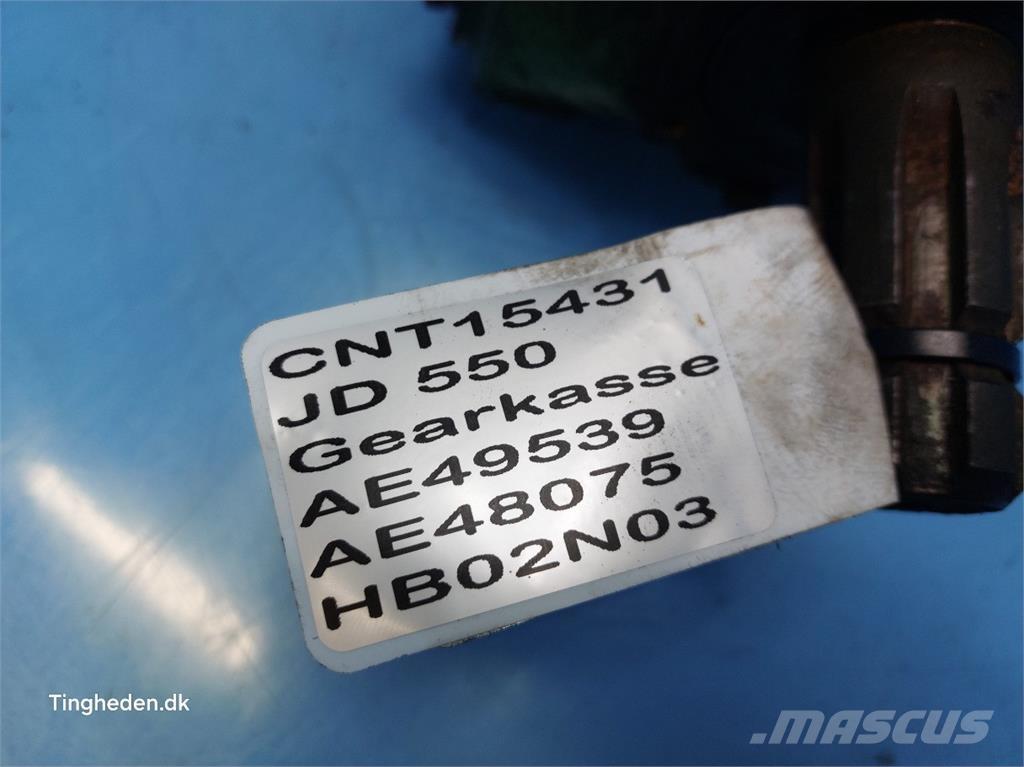 CNT15431
JD 550
Gearkasse
AE49539
AE48075
HB02N03
Tingheden.dk
MASCUS